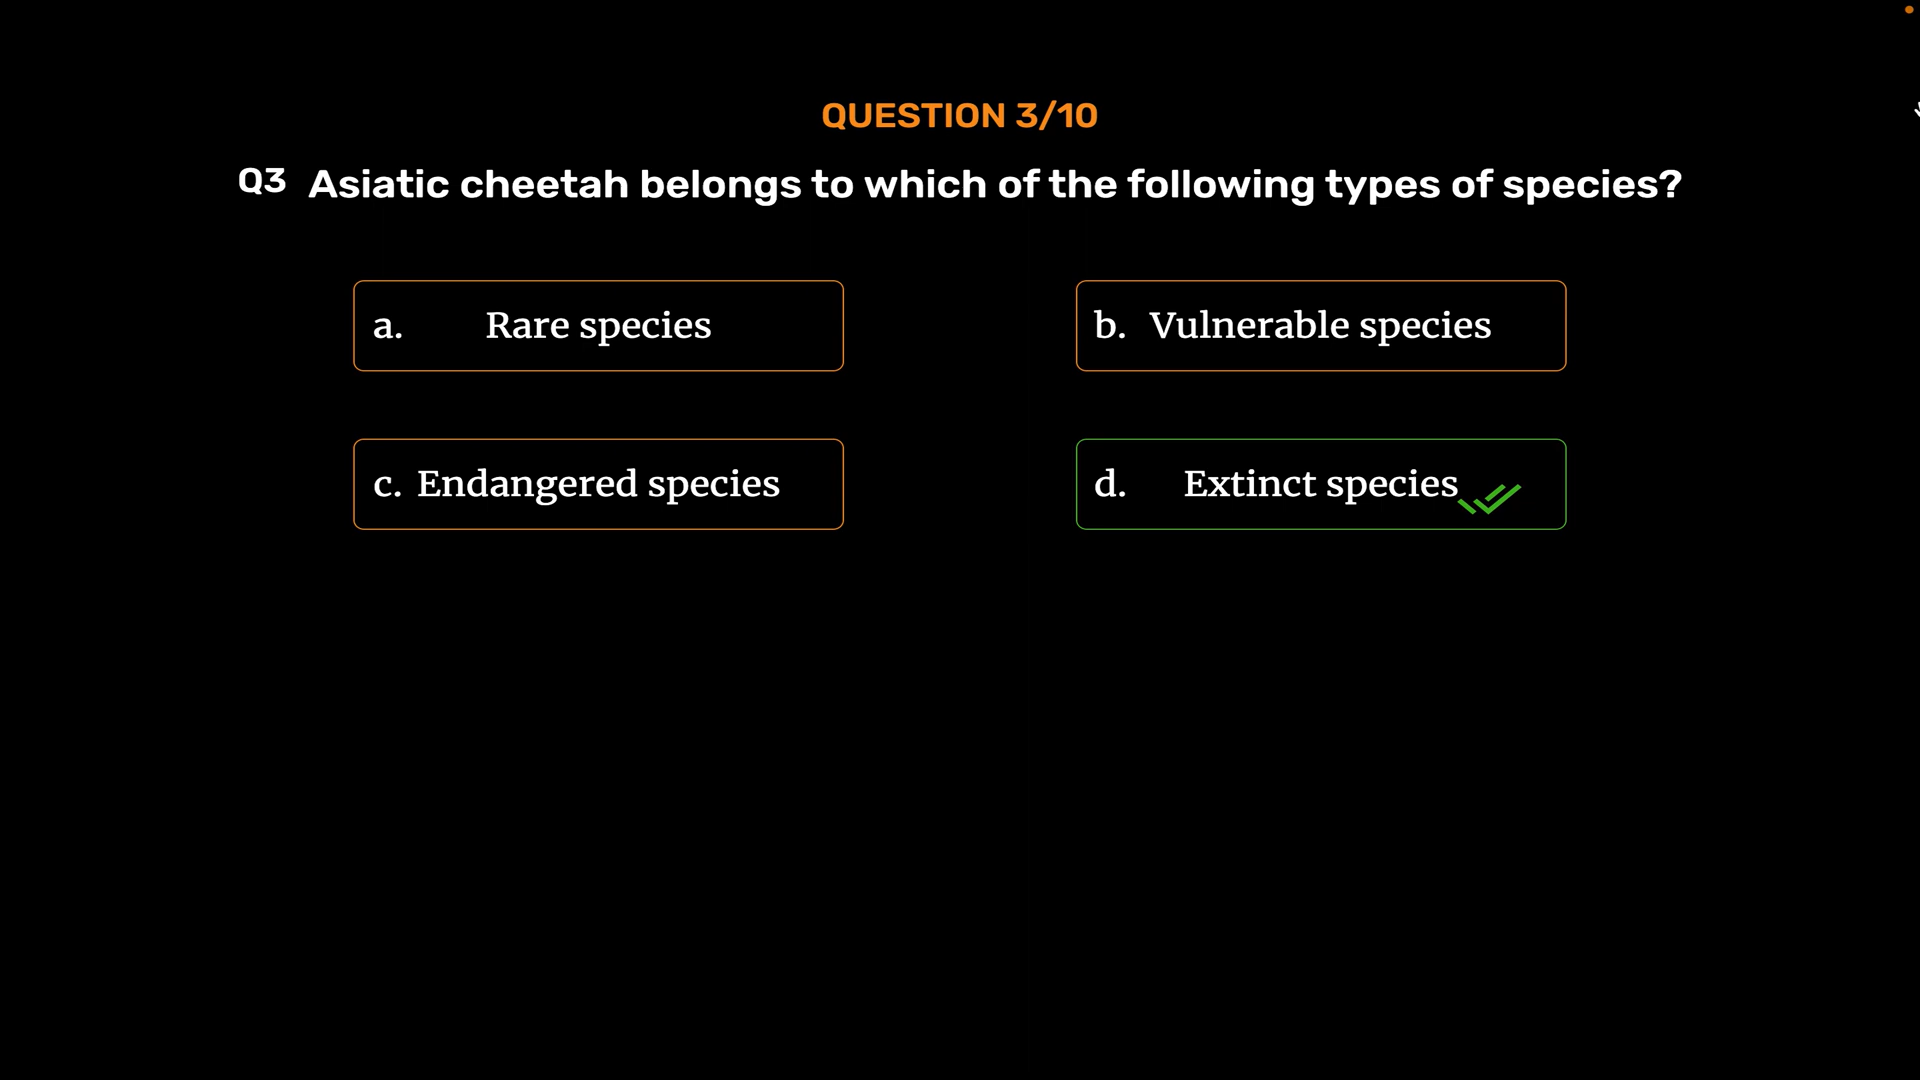 QUESTION 3/10
Q3 Asiatic cheetah belongs to which of the following types of species?
a. Rare species
b. Vulnerable species
c. Endangered species
d. Extinct species